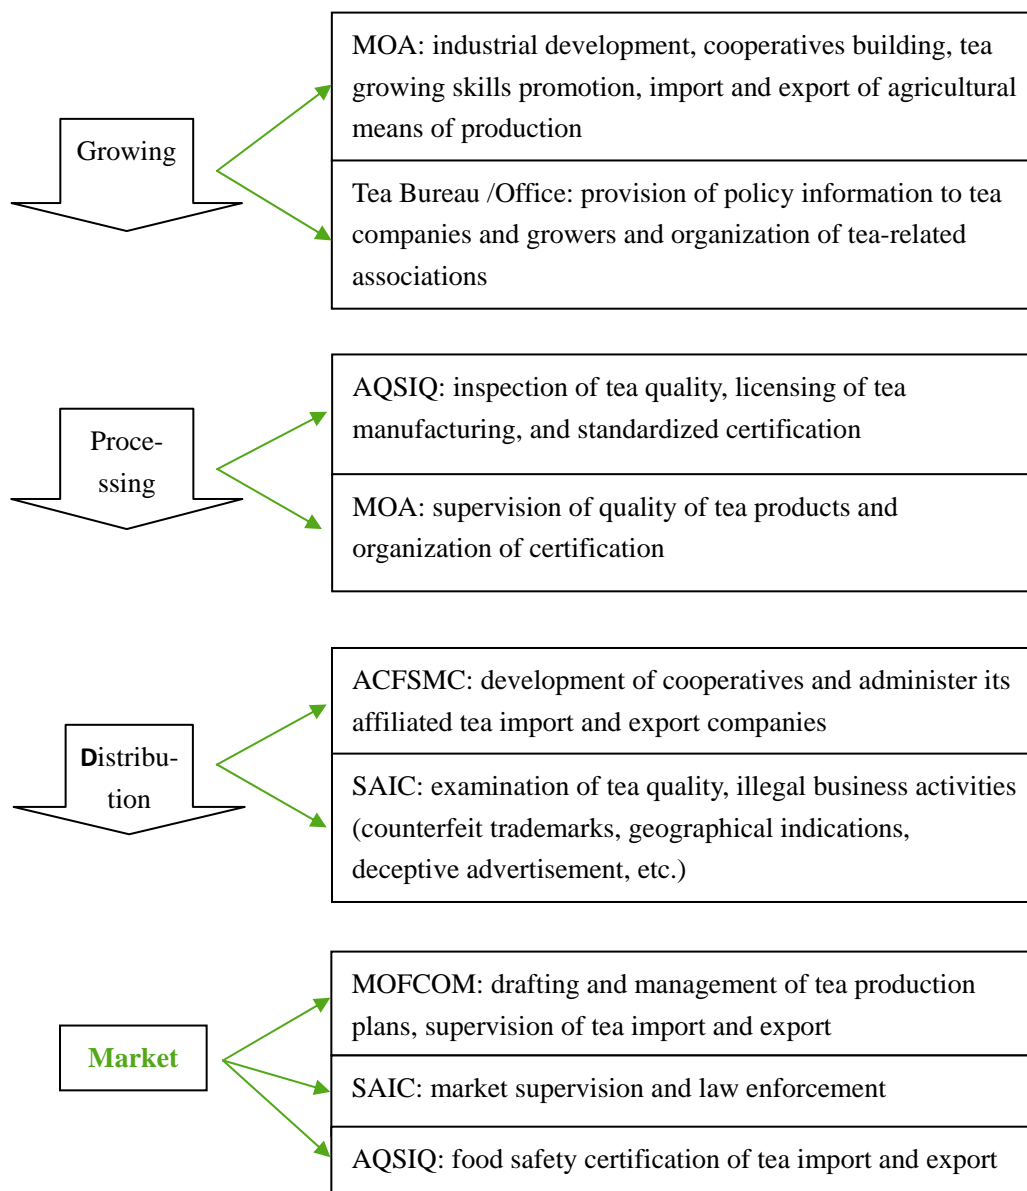 Growing
MOA: industrial development, cooperatives building, tea
growing skills promotion, import and export of agricultural
means of production
Tea Bureau /Office: provision of policy information to tea
companies and growers and organization of tea-related
associations
Proce-
ssing
AQSIQ: inspection of tea quality, licensing of tea
manufacturing, and standardized certification
MOA: supervision of quality of tea products and
organization of certification
Distribu-
tion
ACFSMC: development of cooperatives and administer its
affiliated tea import and export companies
SAIC: examination of tea quality, illegal business activities
(counterfeit trademarks, geographical indications,
deceptive advertisement, etc.)
Market
MOFCOM: drafting and management of tea production
plans, supervision of tea import and export
SAIC: market supervision and law enforcement
AQSIQ: food safety certification of tea import and export